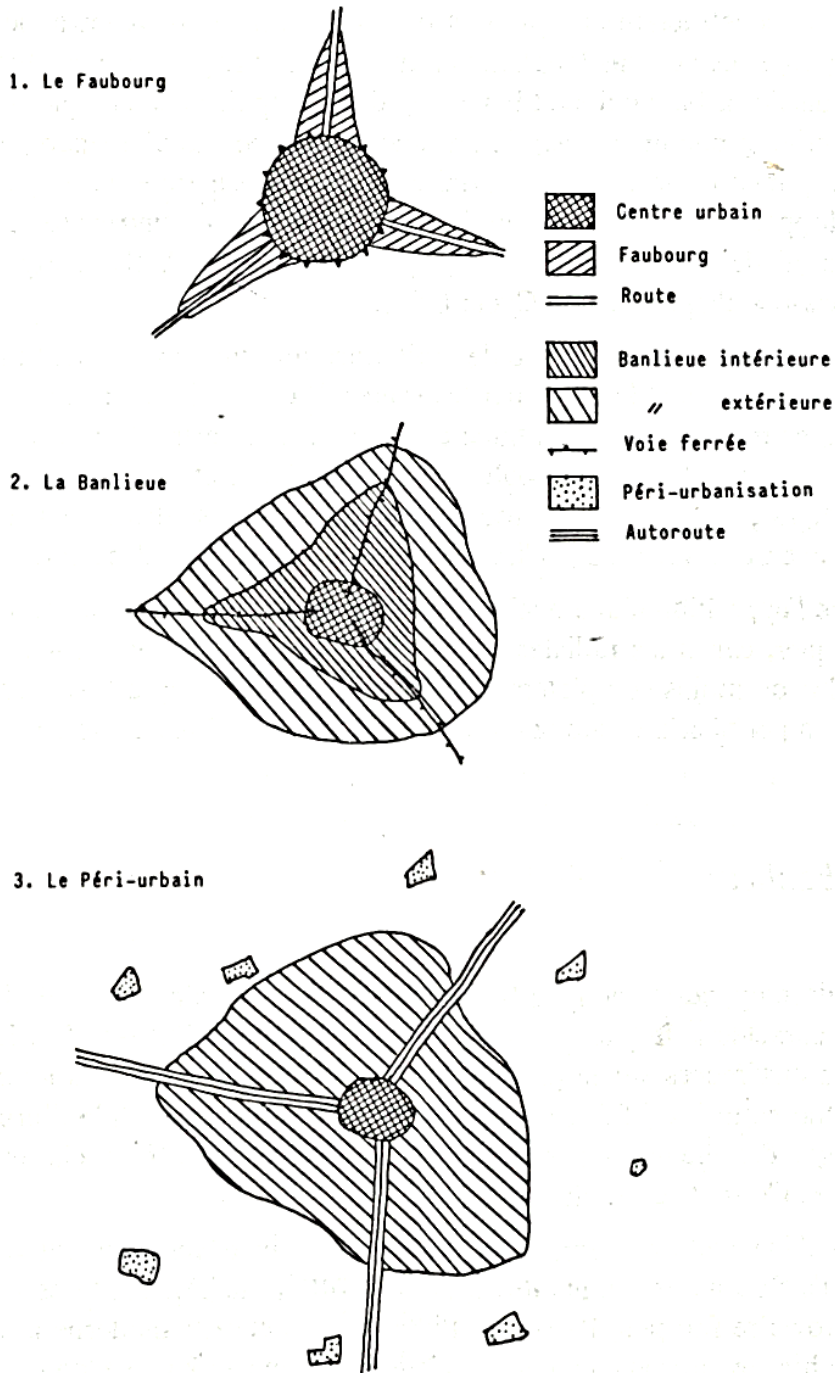 1. Le Faubourg
Centre urbain
Faubourg
Route
Banlieue intérieure
〃 extérieure
Voie ferrée
2. La Banlieue
Péri-urbanisation
Autoroute
3. Le Péri-urbain